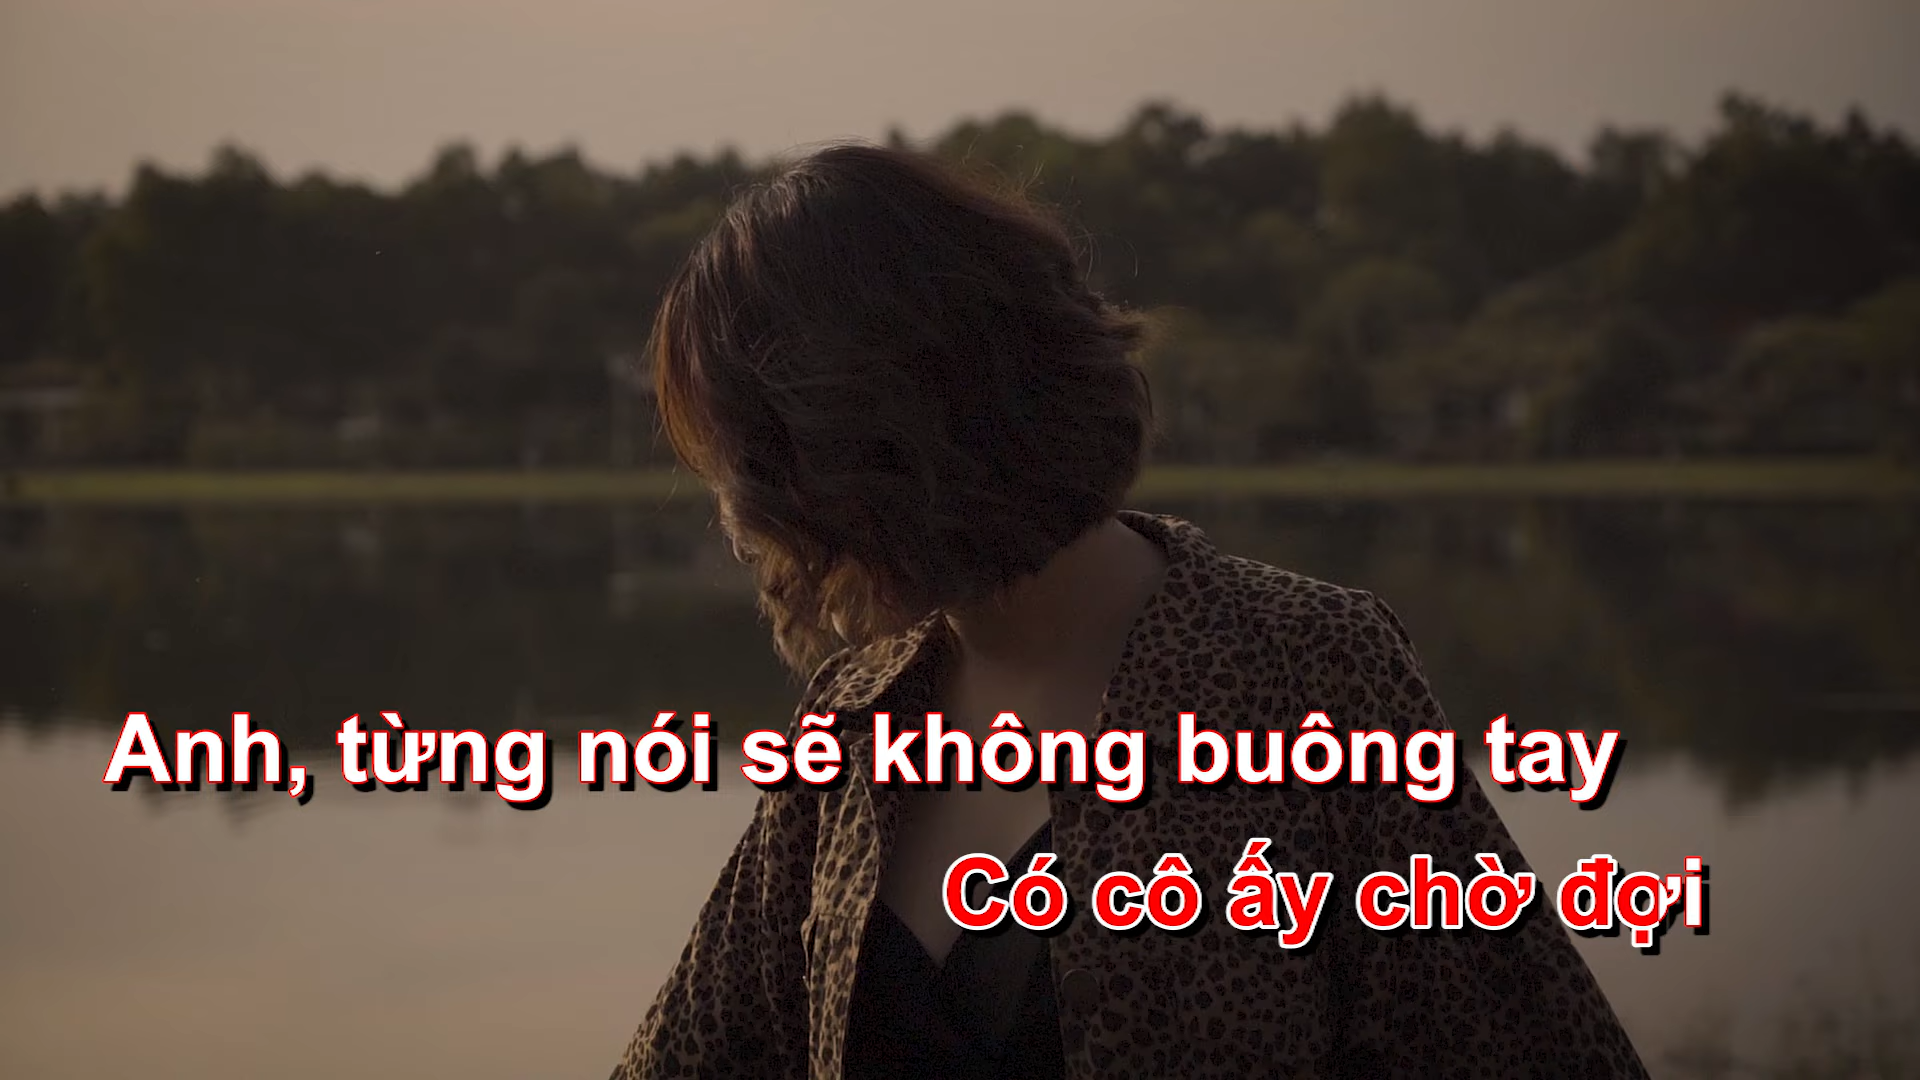 Anh, từng nói sẽ không buông tay
Có cô ấy chờ đợi